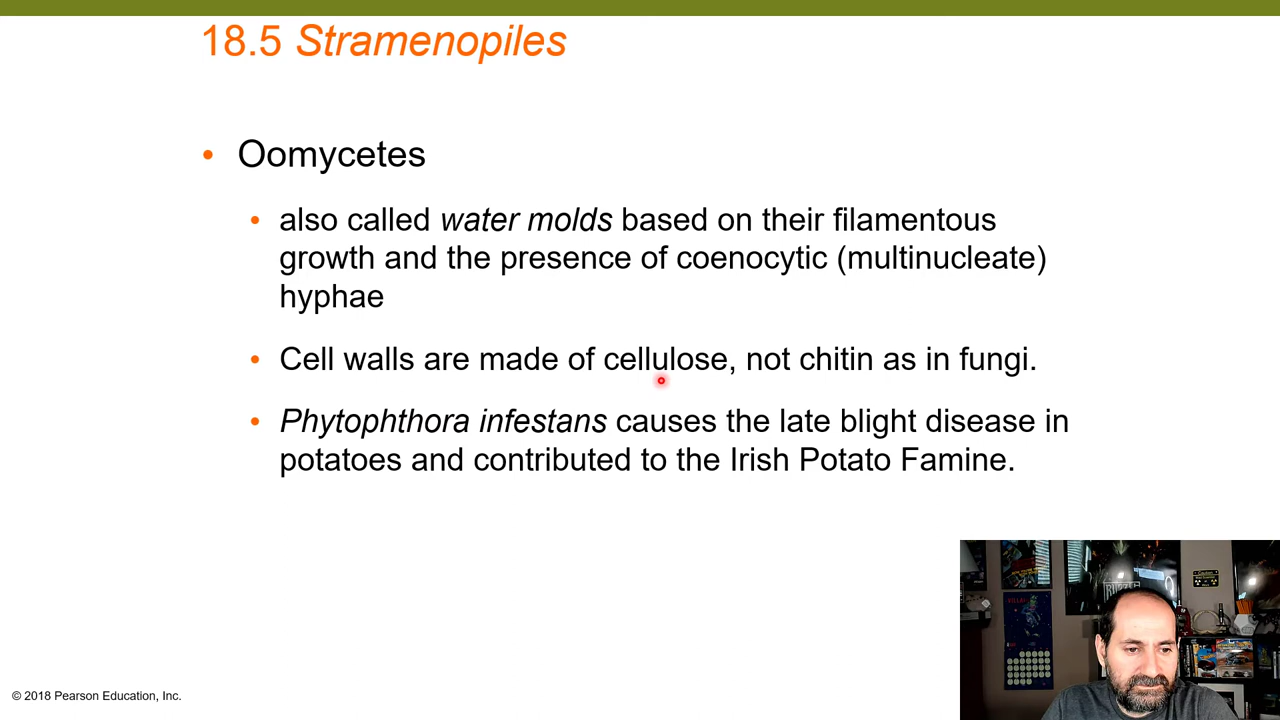 18.5 Stramenopiles
• Oomycetes
• also called water molds based on their filamentous
growth and the presence of coenocytic (multinucleate)
hyphae
• Cell walls are made of cellulose, not chitin as in fungi.
• Phytophthora infestans causes the late blight disease in
potatoes and contributed to the Irish Potato Famine.
© 2018 Pearson Education, Inc.